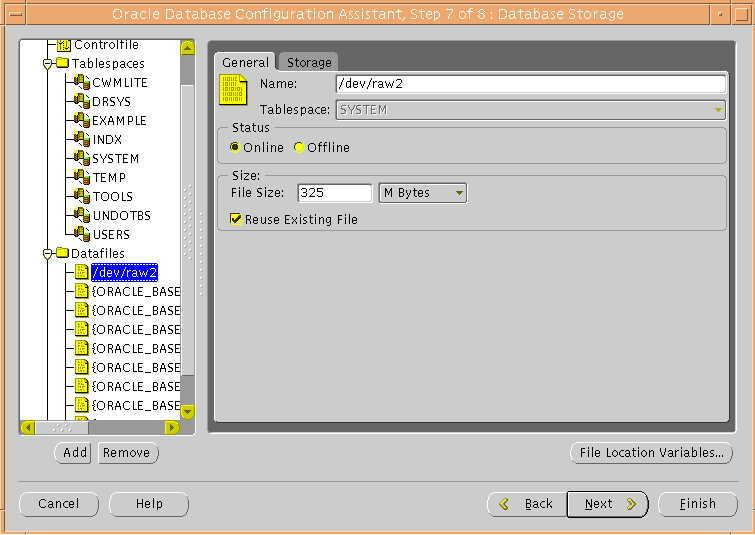 Oracle Database Configuration Assistant, Step 7 of 8 : Database Storage
Controlfile
Tablespaces
CWMLITE
DRSYS
EXAMPLE
INDX
SYSTEM
TEMP
TOOLS
UNDOTBS
USERS
Datafiles
/dev/raw2
{ORACLE_BASE
{ORACLE_BASE
{ORACLE_BASE
{ORACLE_BASE
{ORACLE_BASE
{ORACLE_BASE
{ORACLE_BASE
Add Remove
General Storage
Name: /dev/raw2
Tablespace: SYSTEM
Status
Online Offline
Size:
File Size: 325 M Bytes
Reuse Existing File
File Location Variables...
Cancel Help Back Next Finish